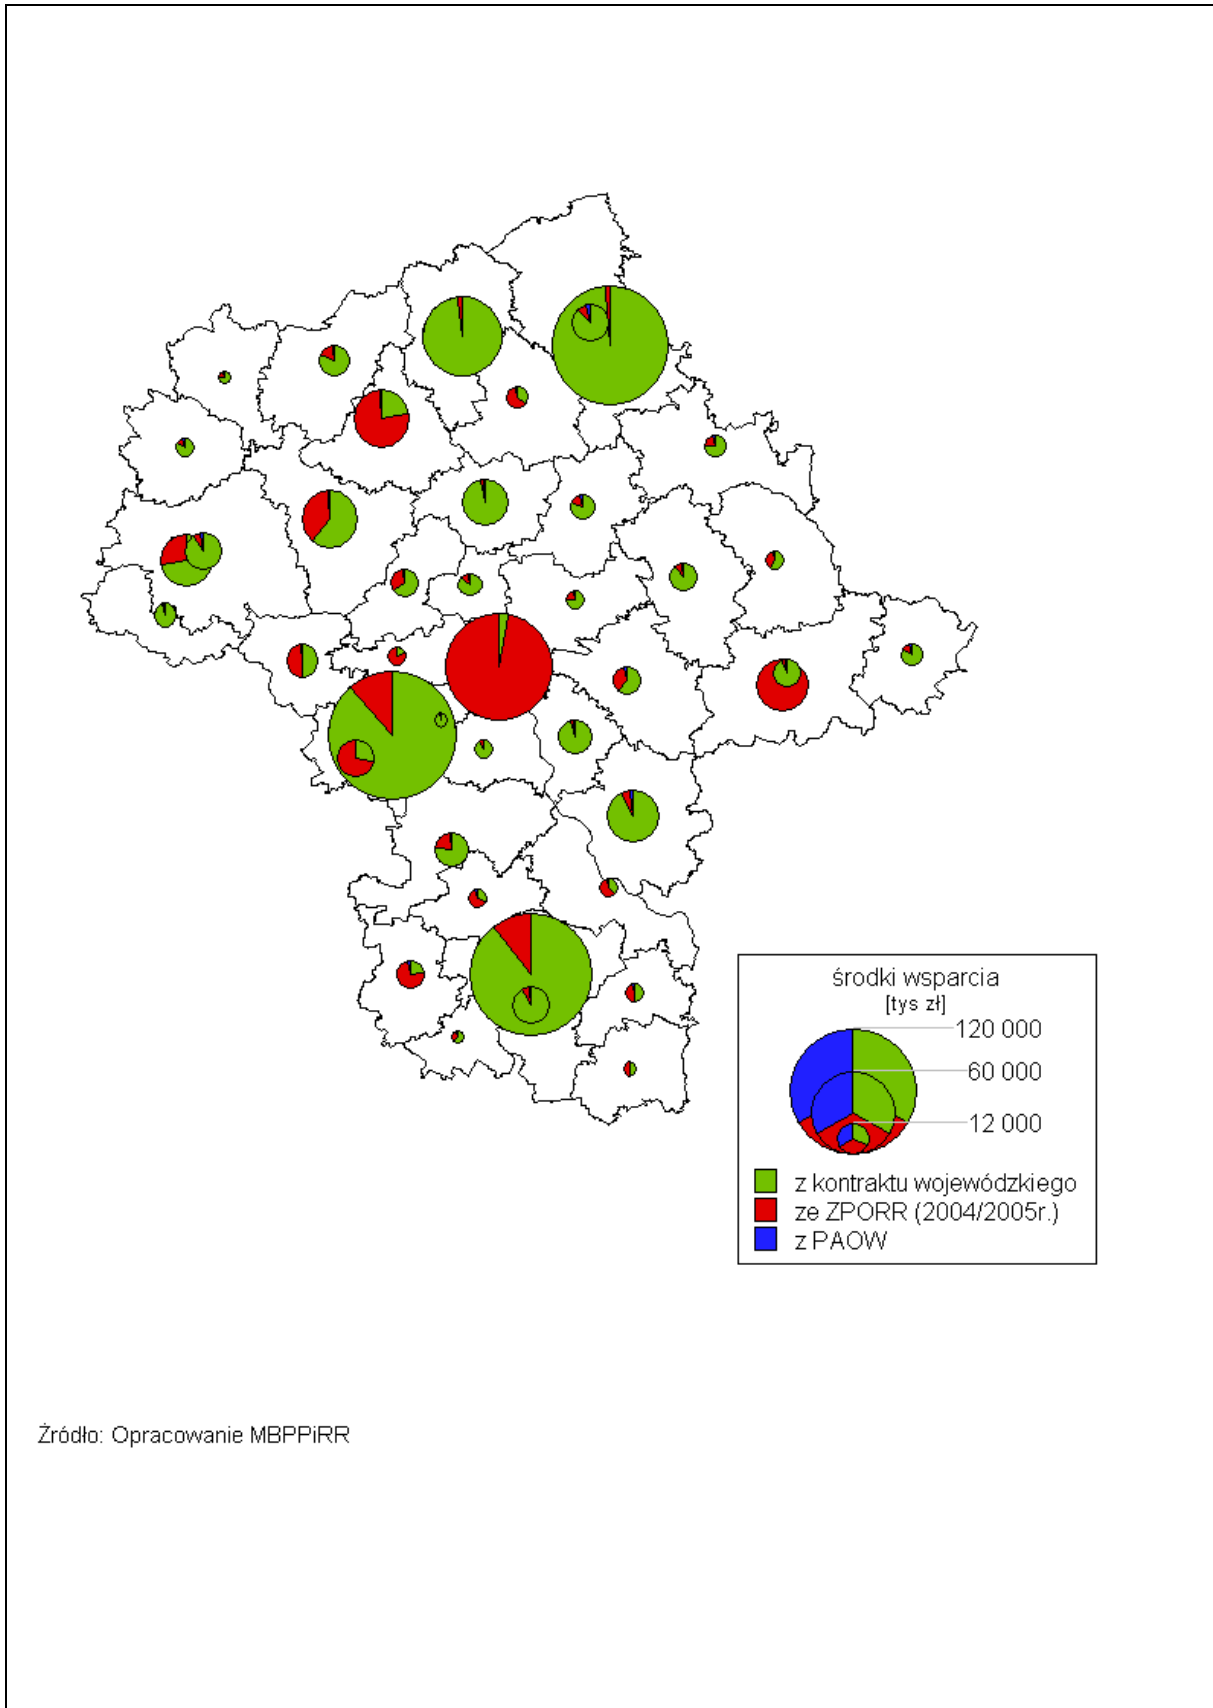 środki wsparcia
[tys zł]
120 000
60 000
12 000
z kontraktu wojewódzkiego
ze ZPORR (2004/2005r.)
z PAOW
Źródło: Opracowanie MBPPiRR